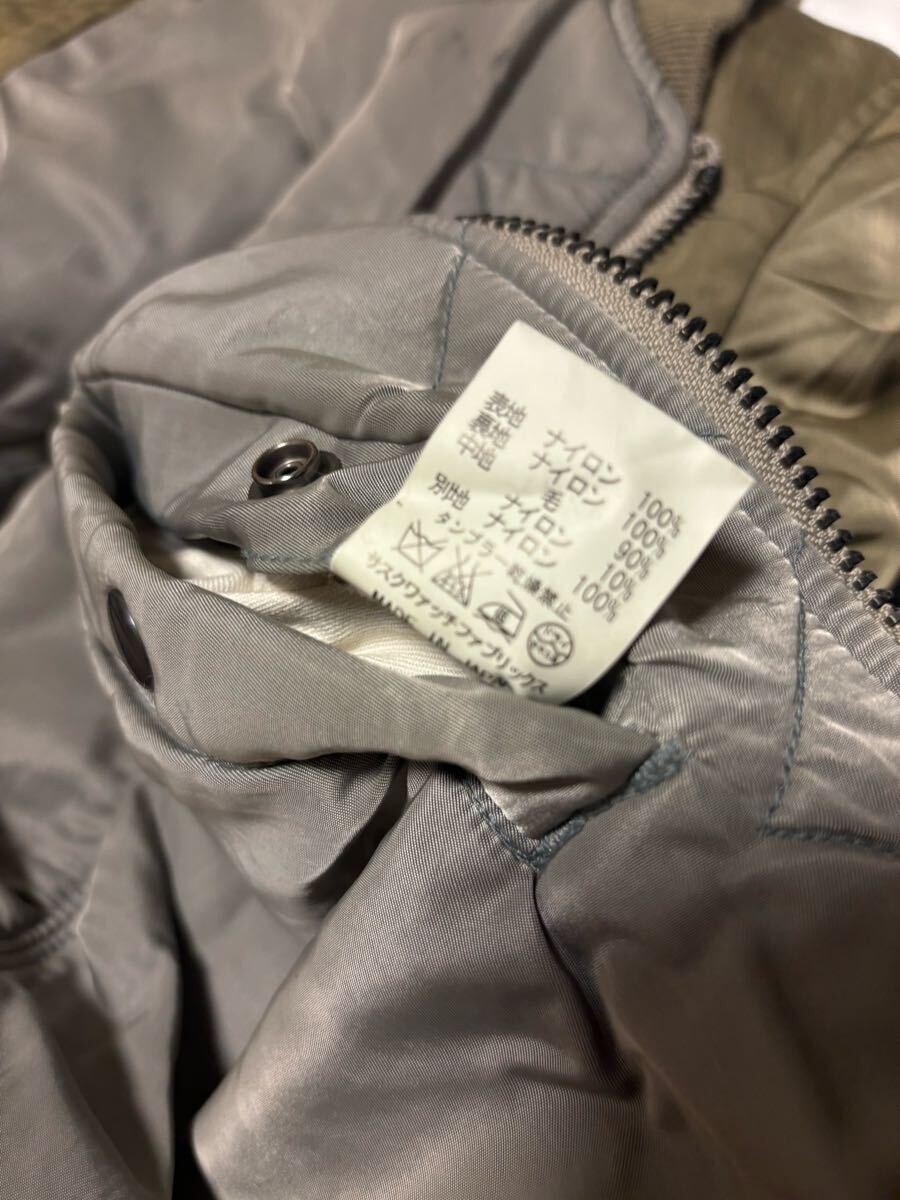 表地 ナイロン 100%
裏地 ナイロン 100%
中地 毛 90%
ナイロン 10%
別地 ナイロン 100%
タンブラー乾燥禁止
リスクワァッチファブリックス
MADE IN